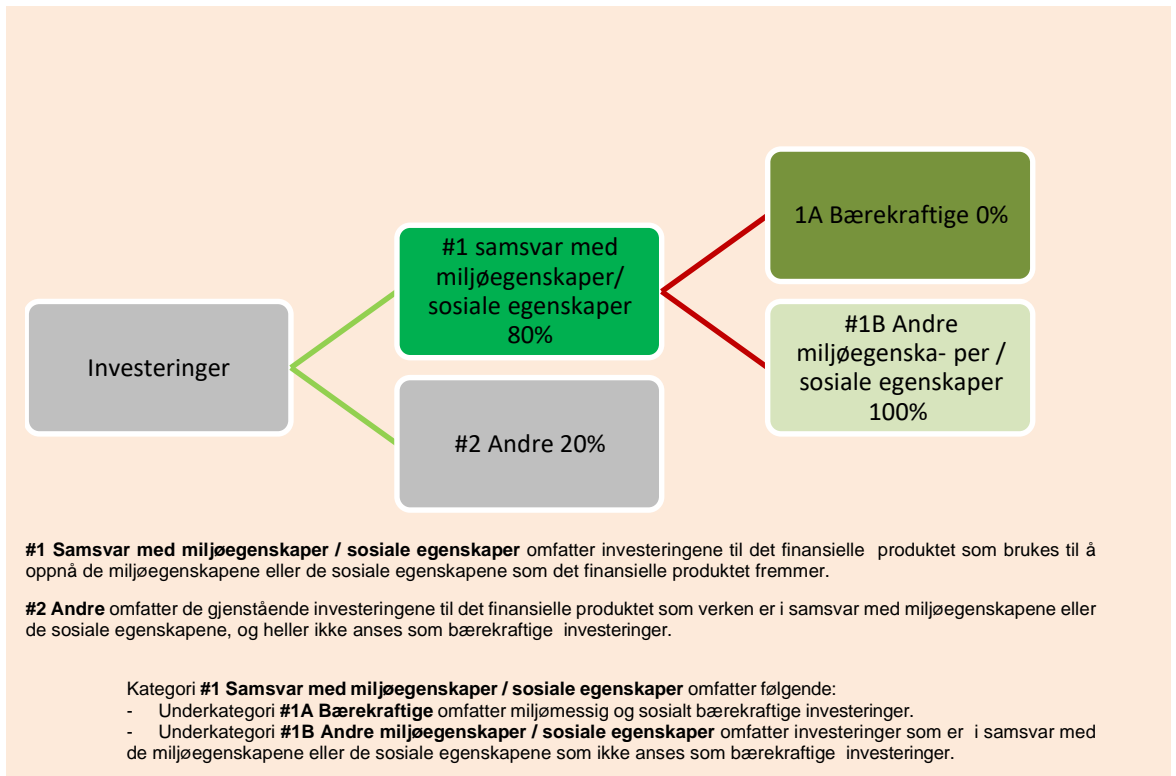 1A Bærekraftige 0%
#1 samsvar med
miljøegenskaper/
sosiale egenskaper
80%
#1B Andre
miljøegenska- per /
sosiale egenskaper
100%
Investeringer
#2 Andre 20%
#1 Samsvar med miljøegenskaper / sosiale egenskaper omfatter investeringene til det finansielle produktet som brukes til å
oppnå de miljøegenskapene eller de sosiale egenskapene som det finansielle produktet fremmer.
#2 Andre omfatter de gjenstående investeringene til det finansielle produktet som verken er i samsvar med miljøegenskapene eller
de sosiale egenskapene, og heller ikke anses som bærekraftige investeringer.
Kategori #1 Samsvar med miljøegenskaper / sosiale egenskaper omfatter følgende:
- Underkategori #1A Bærekraftige omfatter miljømessig og sosialt bærekraftige investeringer.
- Underkategori #1B Andre miljøegenskaper / sosiale egenskaper omfatter investeringer som er i samsvar med
de miljøegenskapene eller de sosiale egenskapene som ikke anses som bærekraftige investeringer.